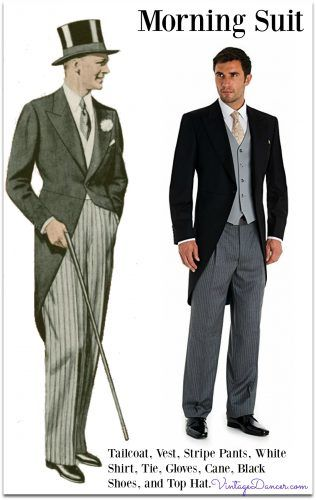 Morning Suit
Tailcoat, Vest, Stripe Pants, White
Shirt, Tie, Gloves, Cane, Black
Shoes, and Top Hat.
VintageDancer.com